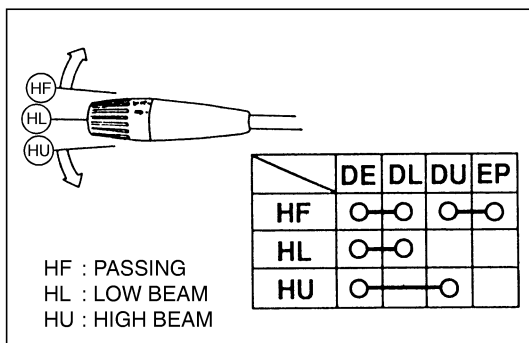 HF
HL
HU
DE DL DU EP
HF
HL
HU
HF : PASSING
HL : LOW BEAM
HU : HIGH BEAM